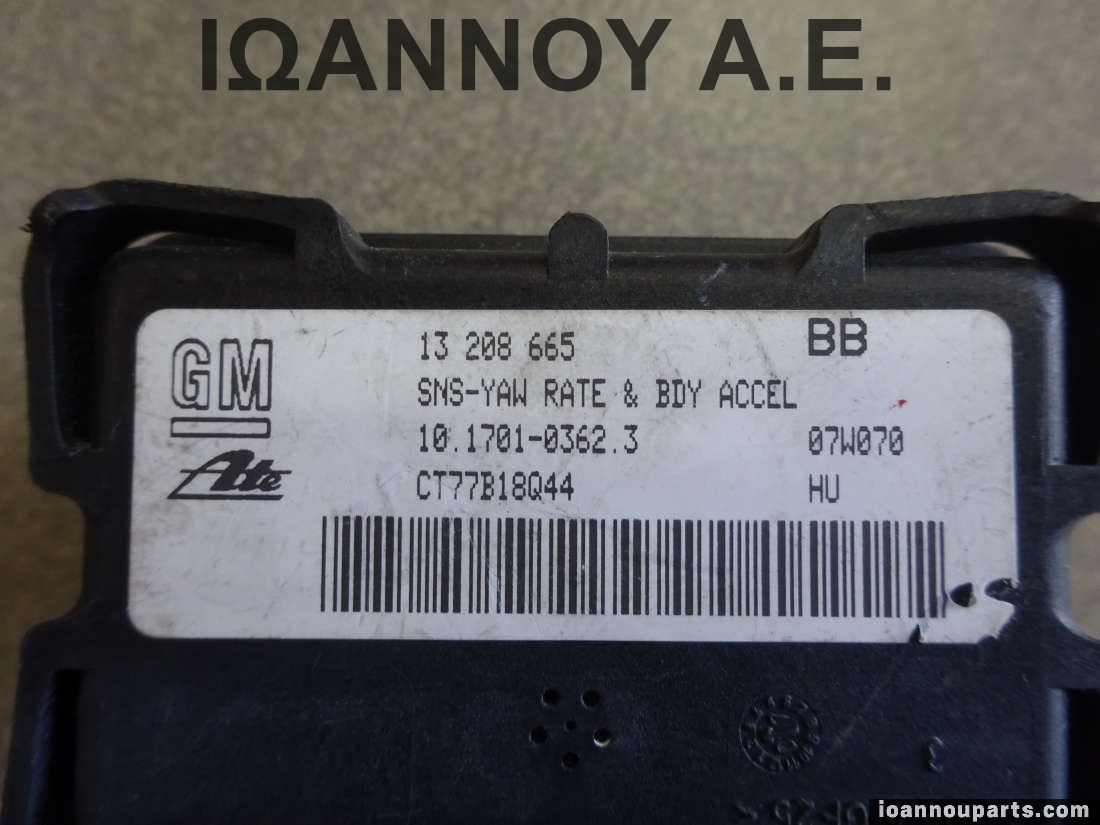 ΙΩΑΝΝΟΥ Α.Ε.
GM
13 208 665
BB
SNS-YAW RATE & BDY ACCEL
Ate
10.1701-0362.3
07W070
CT77B18Q44
HU
3
ioannouparts.com